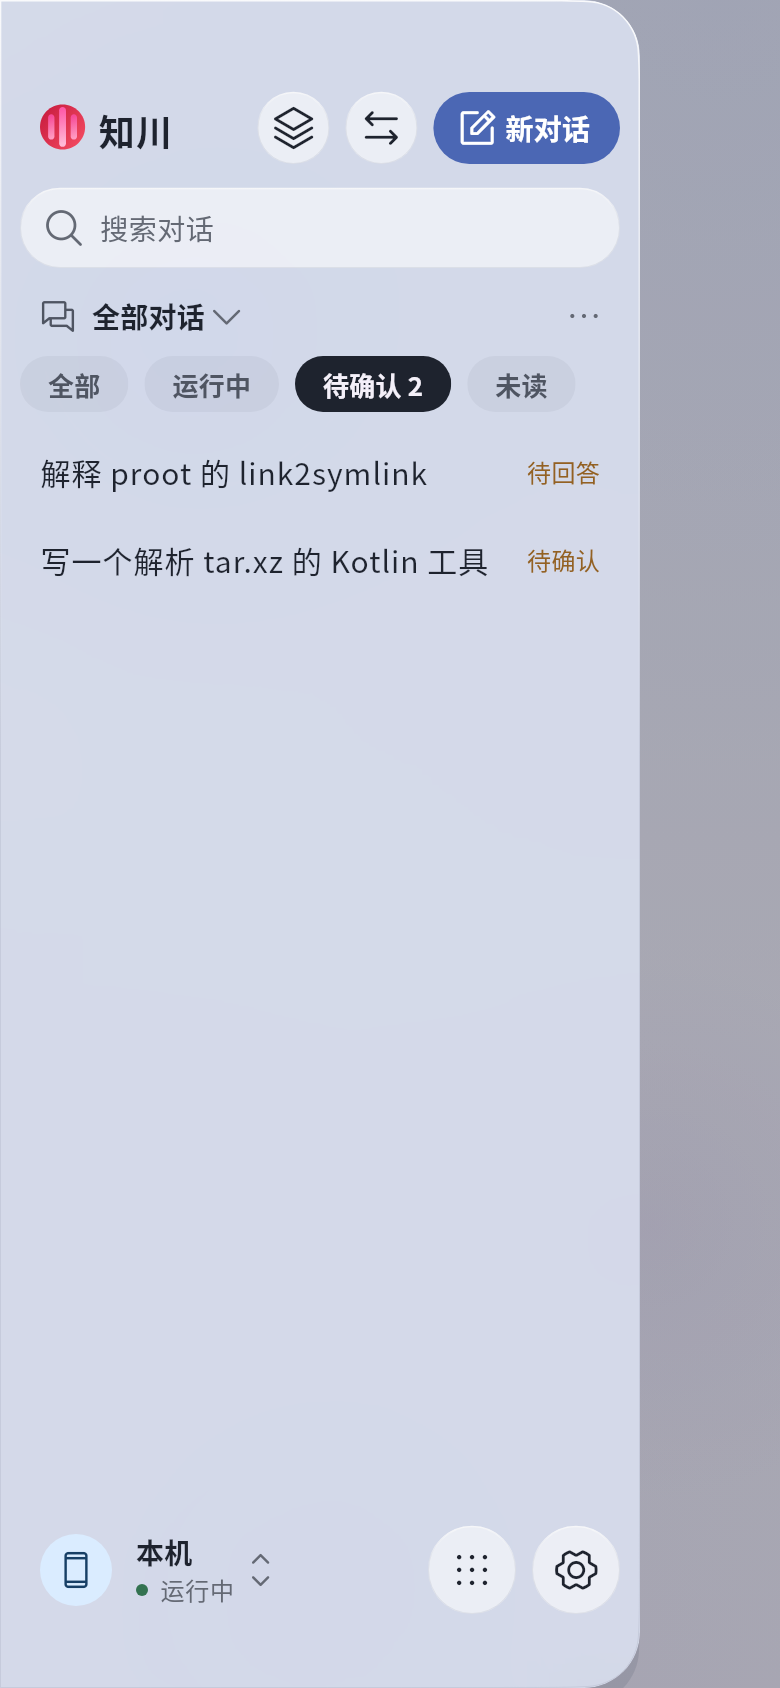 知川
新对话
搜索对话
全部对话
全部 运行中 待确认 2 未读
解释 proot 的 link2symlink 待回答
写一个解析 tar.xz 的 Kotlin 工具 待确认
本机
运行中